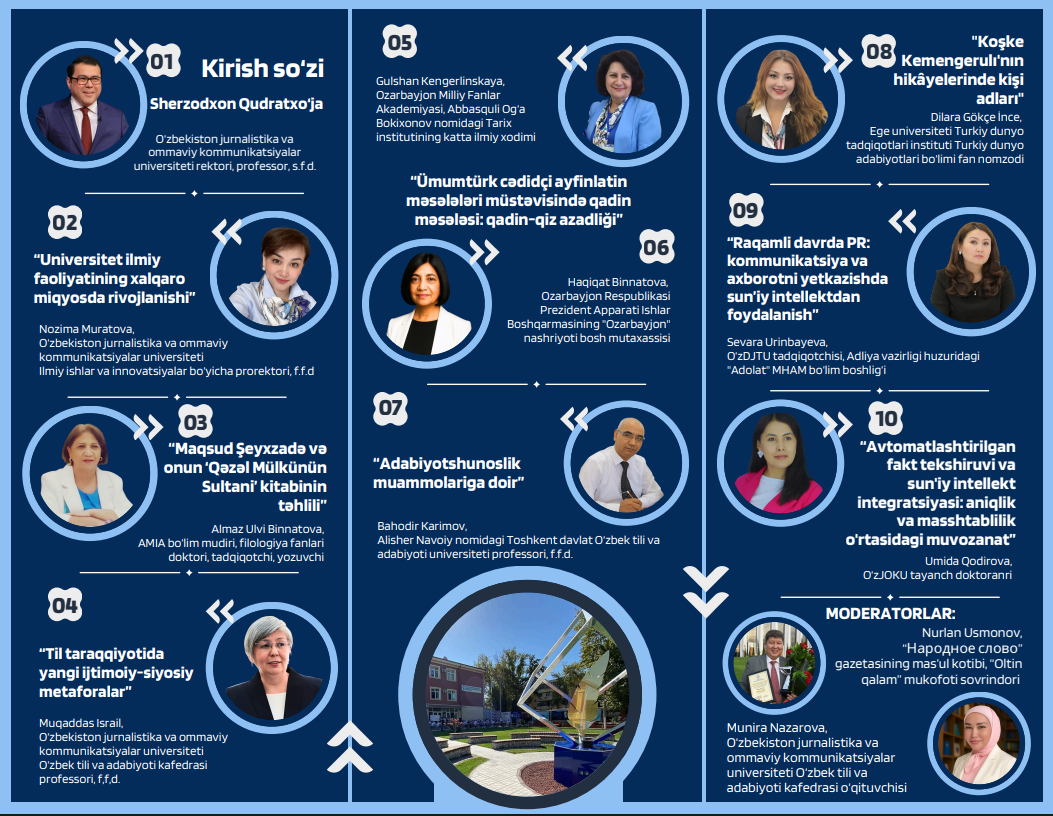 01
Kirish so‘zi
Sherzodxon Qudratxo'ja
O'zbekiston jurnalistika va
ommaviy kommunikatsiyalar
universiteti rektori, professor, s.f.d.
02
“Universitet ilmiy
faoliyatining xalqaro
miqyosda rivojlanishi”
Nozima Muratova,
O'zbekiston jurnalistika va ommaviy
kommunikatsiyalar universiteti
Ilmiy ishlar va innovatsiyalar bo'yicha prorektori, f.f.d
03
“Maqsud Şeyxzadə və
onun ‘Qəzəl Mülkünün
Sultani’ kitabinin
təhlili”
Almaz Ulvi Binnatova,
AMIA bo'lim mudiri, filologiya fanlari
doktori, tadqiqotchi, yozuvchi
04
“Til taraqqiyotida
yangi ijtimoiy-siyosiy
metaforalar”
Muqaddas Israil,
O'zbekiston jurnalistika va ommaviy
kommunikatsiyalar universiteti
O'zbek tili va adabiyoti kafedrasi
professori, f,f,d.
05
Gulshan Kengerlinskaya,
Ozarbayjon Milliy Fanlar
Akademiyasi, Abbasquli Og'a
Bokixonov nomidagi Tarix
institutining katta ilmiy xodimi
“Ümumtürk cədidçi ayfinlatin
məsələləri müstəvisində qadin
məsələsi: qadin-qiz azadliği”
06
Haqiqat Binnatova,
Ozarbayjon Respublikasi
Prezident Apparati Ishlar
Boshqarmasining "Ozarbayjon"
nashriyoti bosh mutaxassisi
07
“Adabiyotshunoslik
muammolariga doir”
Bahodir Karimov,
Alisher Navoiy nomidagi Toshkent davlat O'zbek tili va
adabiyoti universiteti professori, f.f.d.
08
"Koşke
Kemengerulı'nın
hikâyelerinde kişi
adları"
Dilara Gökçe İnce,
Ege universiteti Turkiy dunyo
tadqiqotlari instituti Turkiy dunyo
adabiyotlari bo'limi fan nomzodi
09
“Raqamli davrda PR:
kommunikatsiya va
axborotni yetkazishda
sun'iy intellektdan
foydalanish”
Sevara Urinbayeva,
O'zDJTU tadqiqotchisi, Adliya vazirligi huzuridagi
"Adolat" MHAM bo'lim boshlig'i
10
“Avtomatlashtirilgan
fakt tekshiruvi va
sun'iy intellekt
integratsiyasi: aniqlik
va masshtablilik
o'rtasidagi muvozanat”
Umida Qodirova,
O'zJOKU tayanch doktoranri
MODERATORLAR:
Nurlan Usmonov,
“Народное слово”
gazetasining mas'ul kotibi, “Oltin
qalam” mukofoti sovrindori
Munira Nazarova,
O'zbekiston jurnalistika va
ommaviy kommunikatsiyalar
universiteti O'zbek tili va
adabiyoti kafedrasi o'qituvchisi